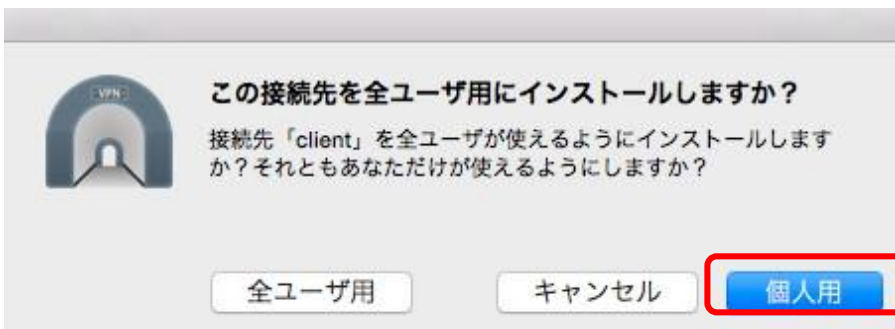 VPN
この接続先を全ユーザ用にインストールしますか？
接続先「client」を全ユーザが使えるようにインストールします
か？それともあなただけが使えるようにしますか？
全ユーザ用
キャンセル
個人用